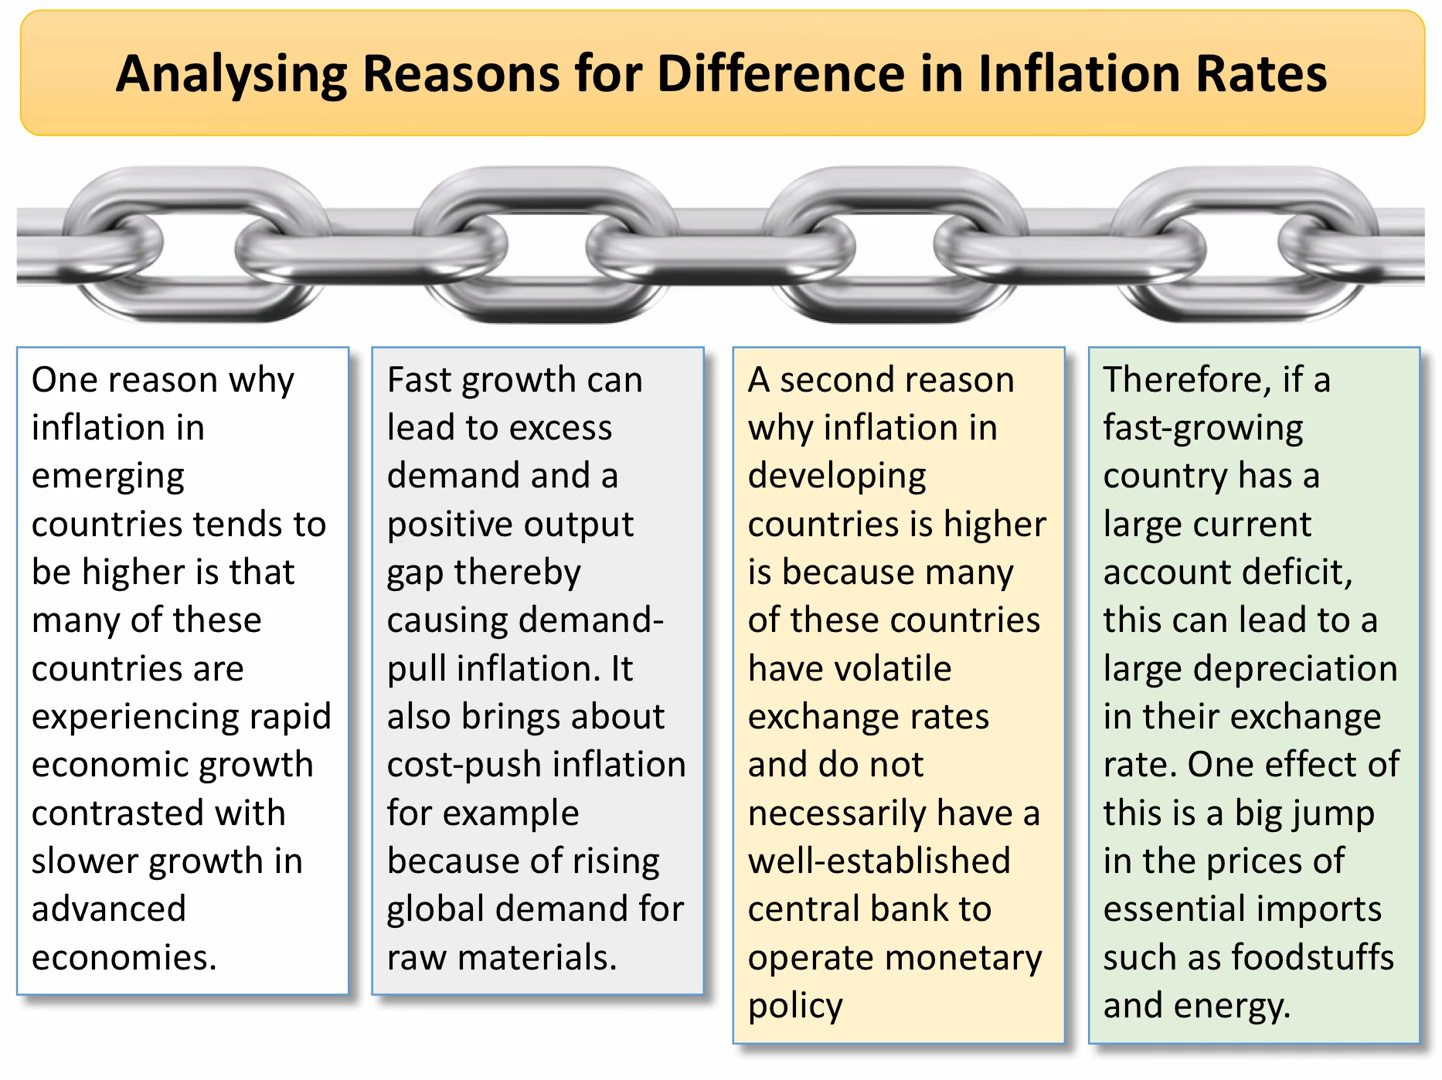 Analysing Reasons for Difference in Inflation Rates
One reason why
inflation in
emerging
countries tends to
be higher is that
many of these
countries are
experiencing rapid
economic growth
contrasted with
slower growth in
advanced
economies.
Fast growth can
lead to excess
demand and a
positive output
gap thereby
causing demand-
pull inflation. It
also brings about
cost-push inflation
for example
because of rising
global demand for
raw materials.
A second reason
why inflation in
developing
countries is higher
is because many
of these countries
have volatile
exchange rates
and do not
necessarily have a
well-established
central bank to
operate monetary
policy
Therefore, if a
fast-growing
country has a
large current
account deficit,
this can lead to a
large depreciation
in their exchange
rate. One effect of
this is a big jump
in the prices of
essential imports
such as foodstuffs
and energy.